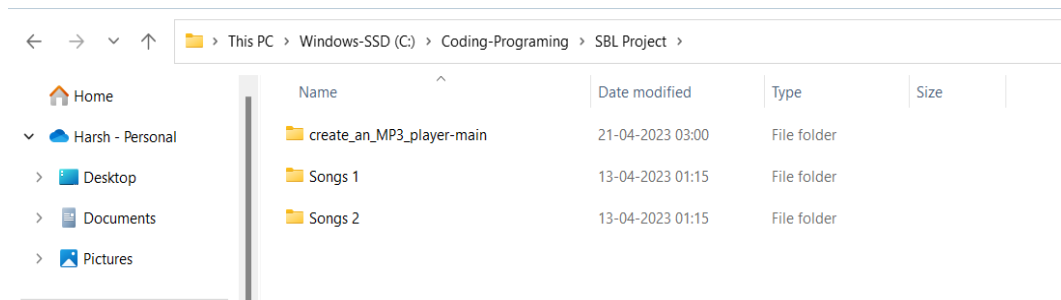 This PC > Windows-SSD (C:) > Coding-Programing > SBL Project >
Home
Harsh - Personal
Desktop
Documents
Pictures
Name Date modified Type Size
create_an_MP3_player-main 21-04-2023 03:00 File folder
Songs 1 13-04-2023 01:15 File folder
Songs 2 13-04-2023 01:15 File folder